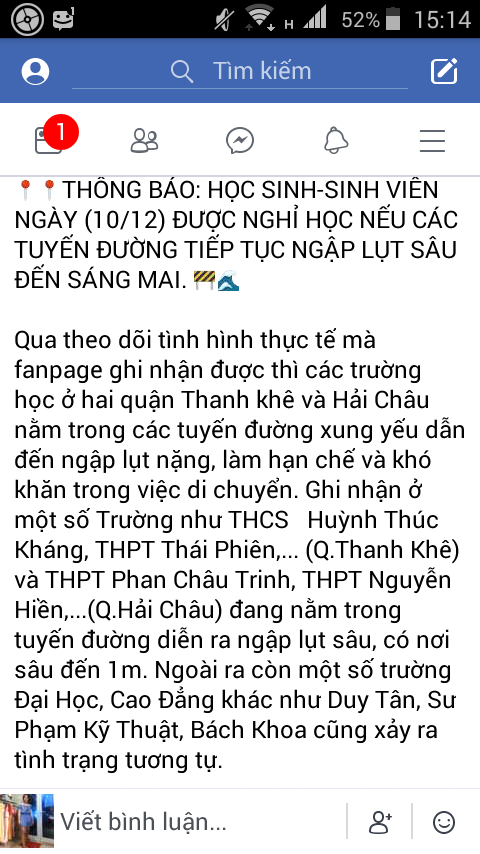 1
H
52%
15:14
Tìm kiếm
1
THÔNG BÁO: HỌC SINH-SINH VIÊN
NGÀY (10/12) ĐƯỢC NGHỈ HỌC NẾU CÁC
TUYẾN ĐƯỜNG TIẾP TỤC NGẬP LỤT SÂU
ĐẾN SÁNG MAI.
Qua theo dõi tình hình thực tế mà
fanpage ghi nhận được thì các trường
học ở hai quận Thanh khê và Hải Châu
nằm trong các tuyến đường xung yếu dẫn
đến ngập lụt nặng, làm hạn chế và khó
khăn trong việc di chuyển. Ghi nhận ở
một số Trường như THCS   Huỳnh Thúc
Kháng, THPT Thái Phiên,... (Q.Thanh Khê)
và THPT Phan Châu Trinh, THPT Nguyễn
Hiền,...(Q.Hải Châu) đang nằm trong
tuyến đường diễn ra ngập lụt sâu, có nơi
sâu đến 1m. Ngoài ra còn một số trường
Đại Học, Cao Đẳng khác như Duy Tân, Sư
Phạm Kỹ Thuật, Bách Khoa cũng xảy ra
tình trạng tương tự.
Viết bình luận...